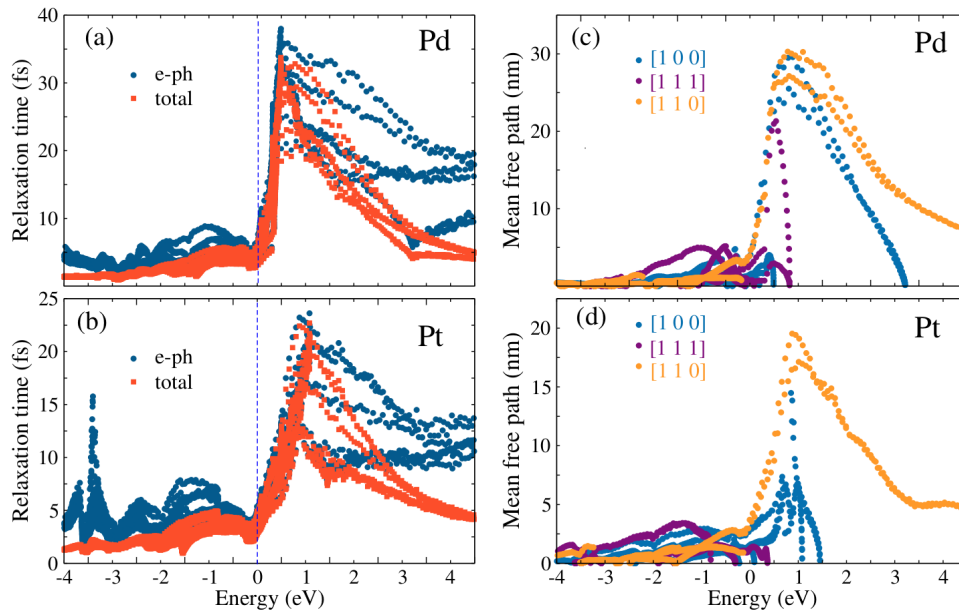 (a)
Pd
e-ph
total
Relaxation time (fs)
40
30
20
10
(b)
Pt
e-ph
total
Relaxation time (fs)
25
20
15
10
5
0
-4 -3 -2 -1 0 1 2 3 4
Energy (eV)
(c)
Pd
[1 0 0]
[1 1 1]
[1 1 0]
Mean free path (nm)
30
20
10
(d)
Pt
[1 0 0]
[1 1 1]
[1 1 0]
Mean free path (nm)
20
15
10
5
0
-4 -3 -2 -1 0 1 2 3 4
Energy (eV)